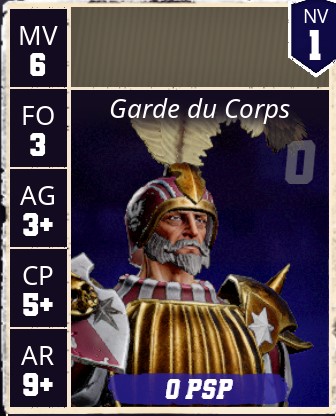 NV
1
MV
6
Garde du Corps
0
FO
3
AG
3+
CP
5+
AR
9+
0 PSP